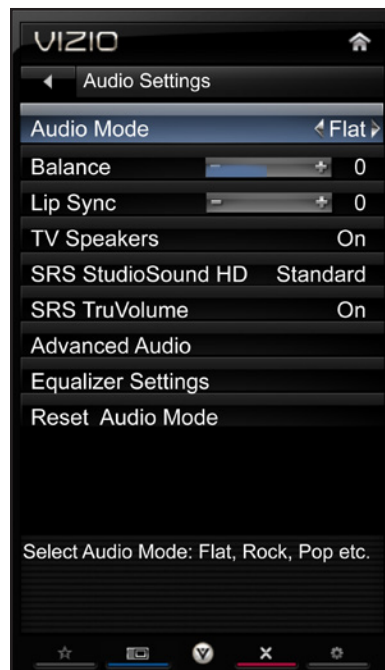 VIZIO
Audio Settings
Audio Mode Flat
Balance - + 0
Lip Sync - + 0
TV Speakers On
SRS StudioSound HD Standard
SRS TruVolume On
Advanced Audio
Equalizer Settings
Reset Audio Mode
Select Audio Mode: Flat, Rock, Pop etc.
V